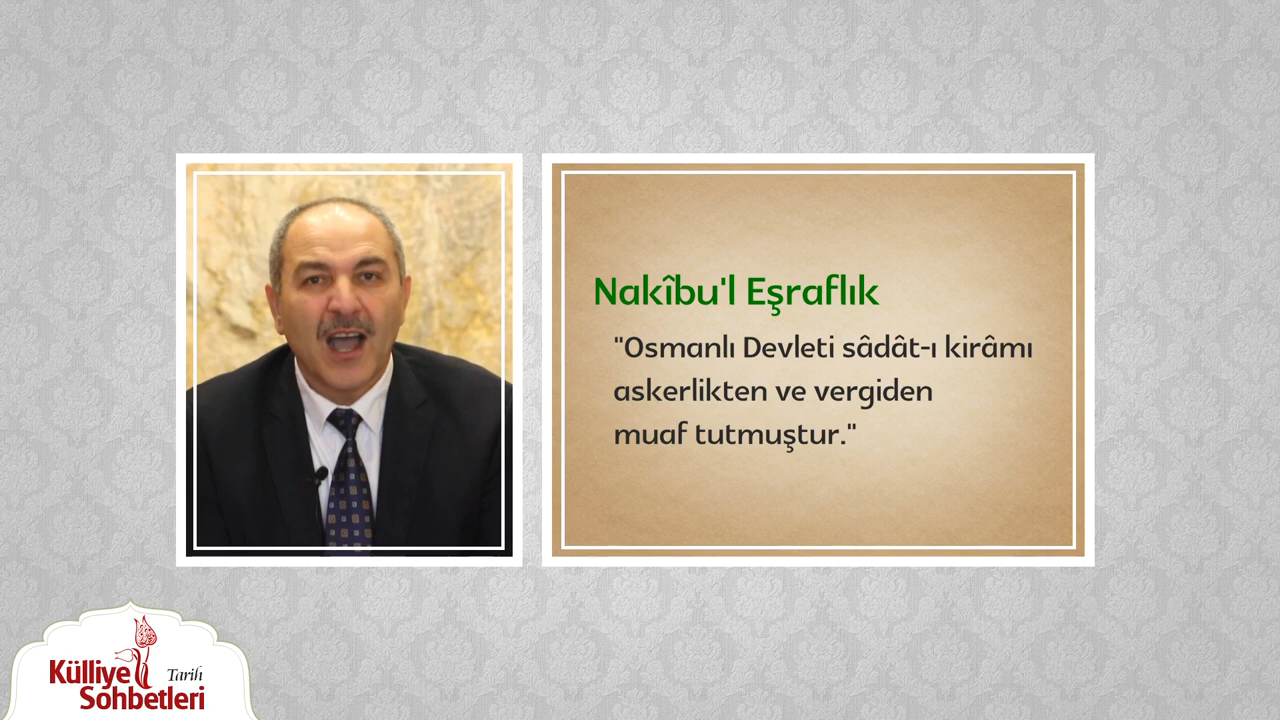 Nakîbu'l Eşraflık
"Osmanlı Devleti sâdât-ı kirâmı
askerlikten ve vergiden
muaf tutmuştur."
Külliye Tarih
Sohbetleri